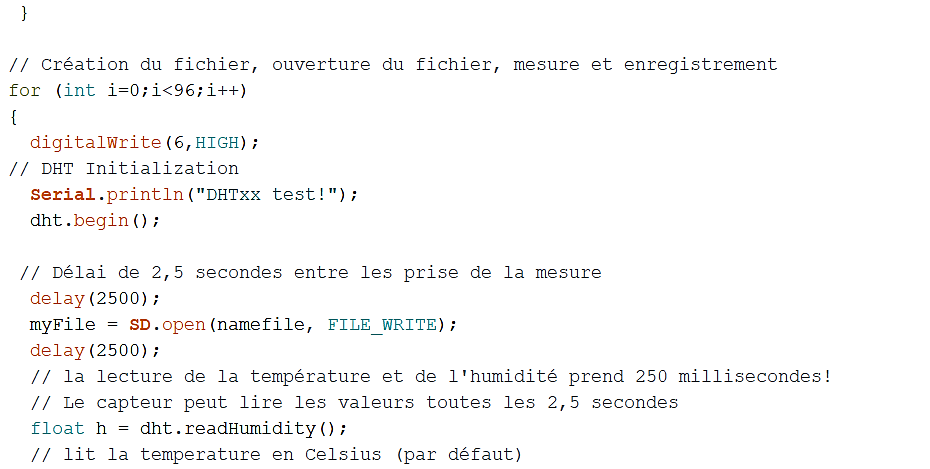 }
// Création du fichier, ouverture du fichier, mesure et enregistrement
for (int i=0;i<96;i++)
{
digitalWrite(6,HIGH);
// DHT Initialization
Serial.println("DHTxx test!");
dht.begin();
// Délai de 2,5 secondes entre les prise de la mesure
delay(2500);
myFile = SD.open(namefile, FILE_WRITE);
delay(2500);
// la lecture de la température et de l'humidité prend 250 millisecondes!
// Le capteur peut lire les valeurs toutes les 2,5 secondes
float h = dht.readHumidity();
// lit la temperature en Celsius (par défaut)